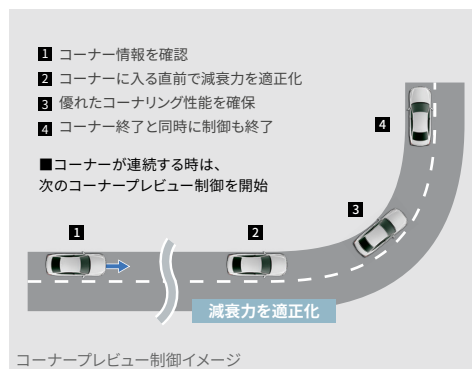 1 コーナー情報を確認
2 コーナーに入る直前で減衰力を適正化
3 優れたコーナリング性能を確保
4 コーナー終了と同時に制御も終了
■コーナーが連続する時は、
次のコーナープレビュー制御を開始
4
3
1
2
減衰力を適正化
コーナープレビュー制御イメージ